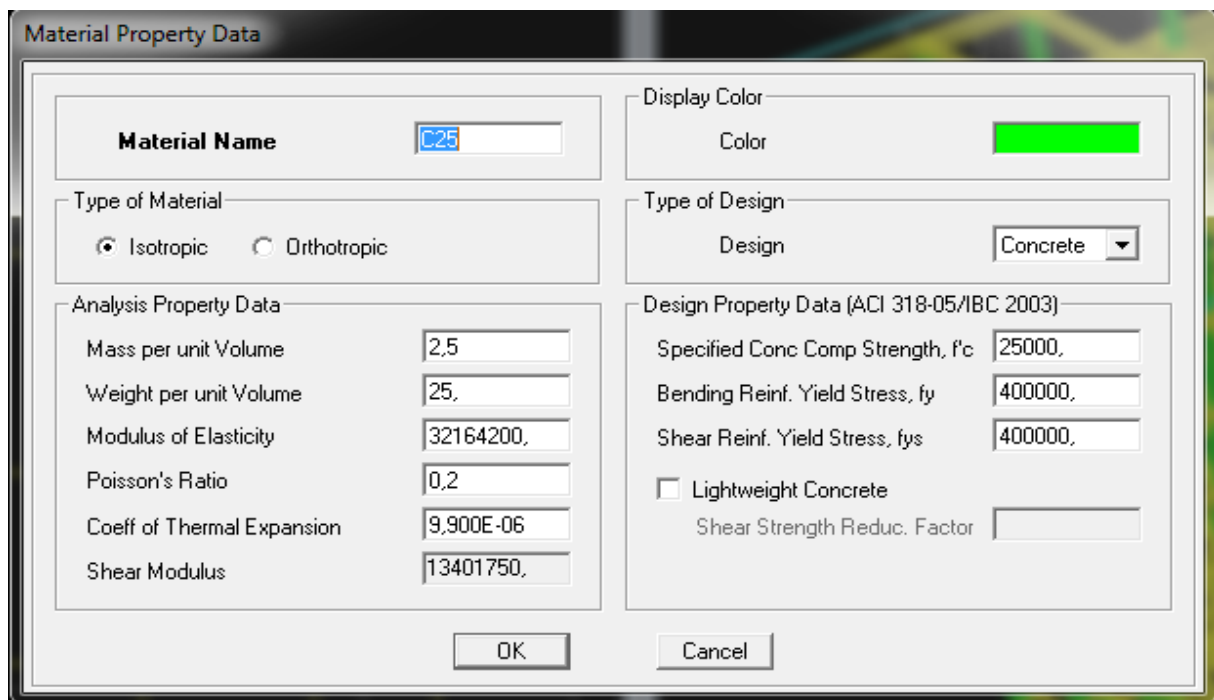 Material Property Data
Material Name C25
Display Color
Color
Type of Material
Isotropic Orthotropic
Type of Design
Design Concrete
Analysis Property Data
Mass per unit Volume 2,5
Weight per unit Volume 25,
Modulus of Elasticity 32164200,
Poisson's Ratio 0,2
Coeff of Thermal Expansion 9,900E-06
Shear Modulus 13401750,
Design Property Data (ACI 318-05/IBC 2003)
Specified Conc Comp Strength, f'c 25000,
Bending Reinf. Yield Stress, fy 400000,
Shear Reinf. Yield Stress, fys 400000,
Lightweight Concrete
Shear Strength Reduc. Factor
OK Cancel